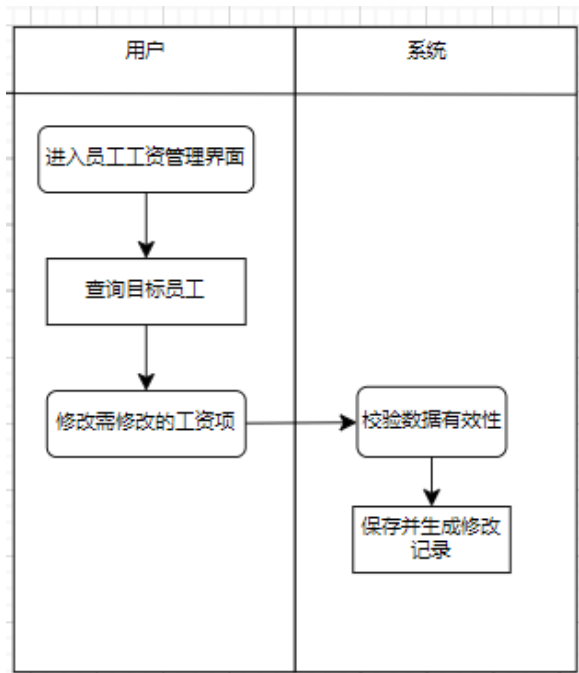 用户
系统
进入员工工资管理界面
查询目标员工
修改需修改的工资项
校验数据有效性
保存并生成修改
记录